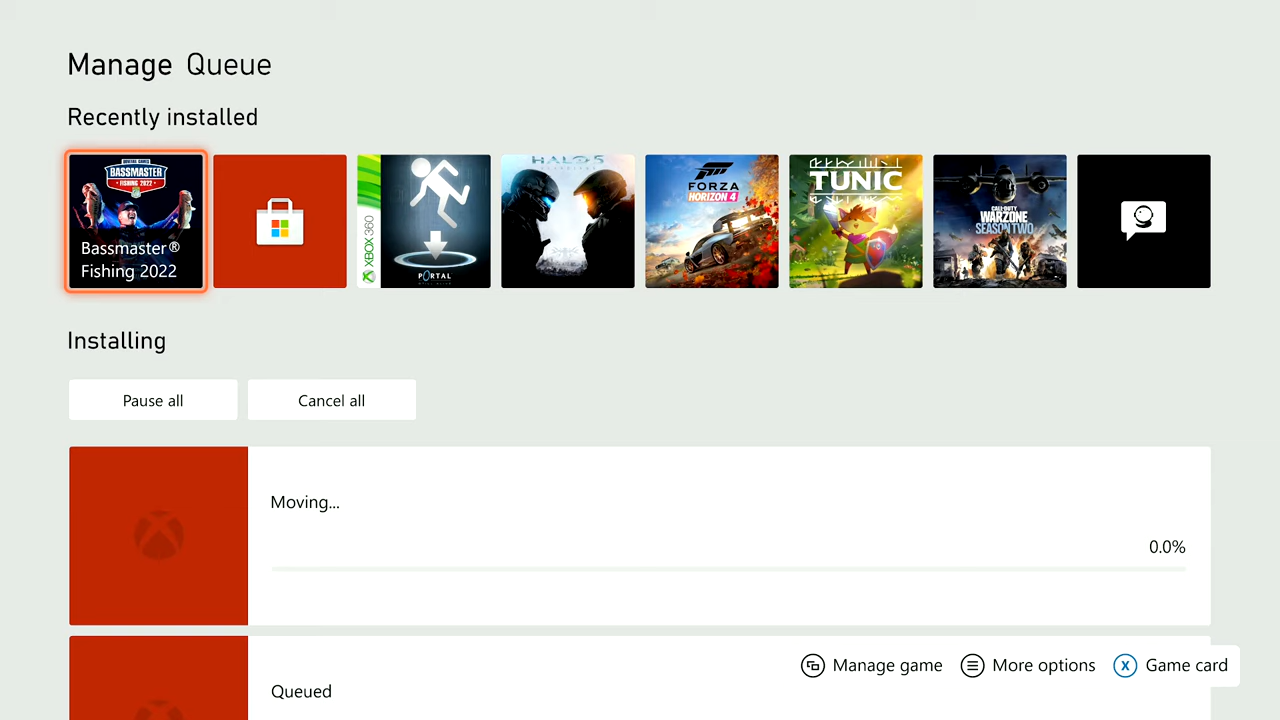 Manage Queue
Recently installed
BASSMASTER
FISHING 2022
Bassmaster®
Fishing 2022
XBOX 360
PORTAL
HALO 5
FORZA
HORIZON 4
TUNIC
CALL OF DUTY
WARZONE
SEASON TWO
Installing
Pause all
Cancel all
Moving...
0.0%
Queued
Manage game
More options
X
Game card